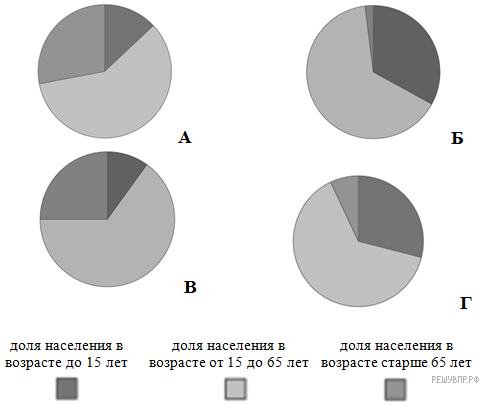 А
Б
В
Г
доля населения в
возрасте до 15 лет
доля населения в
возрасте от 15 до 65 лет
доля населения в
возрасте старше 65 лет
РЕШУВПР.РФ